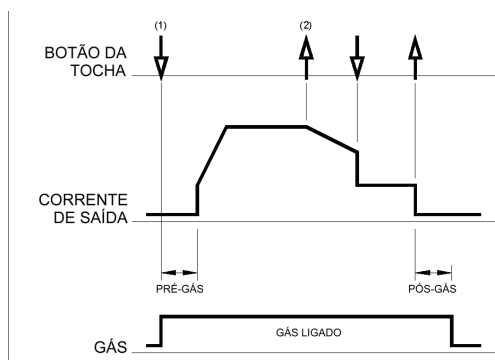 (1)
(2)
BOTÃO DA
TOCHA
CORRENTE
DE SAÍDA
PRÉ-GÁS
PÓS-GÁS
GÁS LIGADO
GÁS